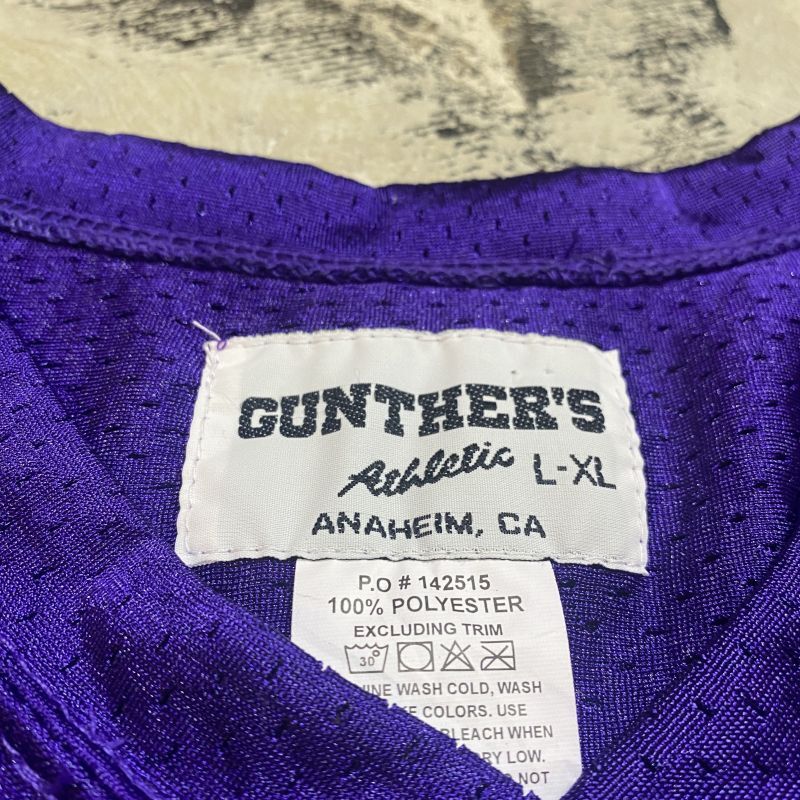 GUNTHER'S
Athletic L-XL
ANAHEIM, CA
P.O # 142515
100% POLYESTER
EXCLUDING TRIM
30°
WASH COLD, WASH
COLORS. USE
WHEN
LOW.
NOT